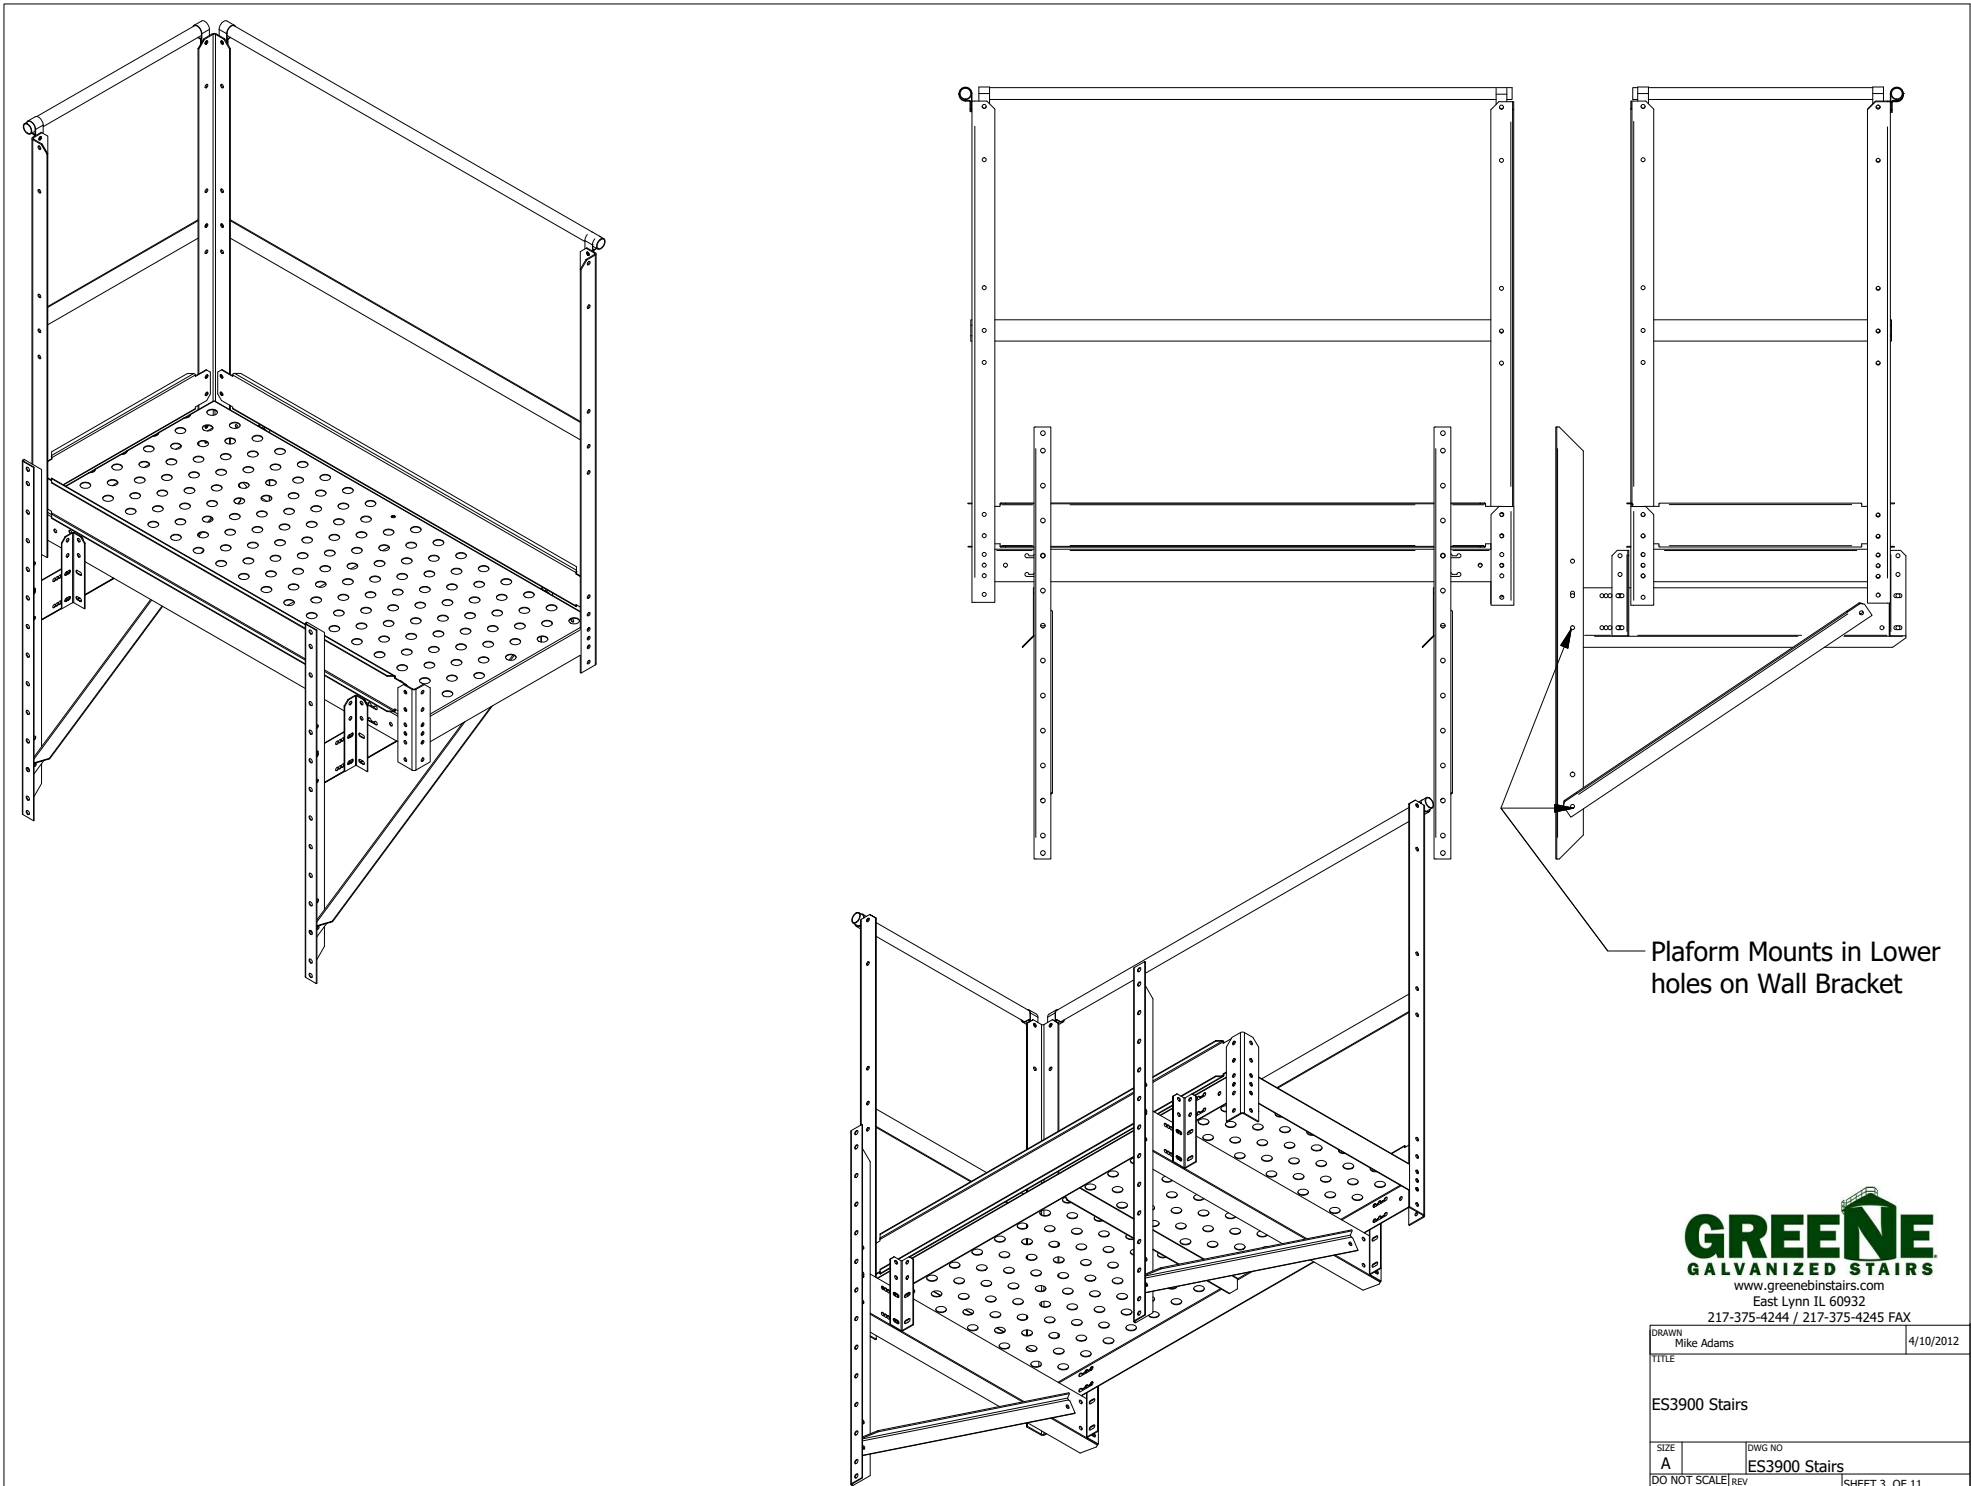 Plaform Mounts in Lower
holes on Wall Bracket
GREENE
GALVANIZED STAIRS
www.greenebinstairs.com
East Lynn IL 60932
217-375-4244 / 217-375-4245 FAX
DRAWN
Mike Adams
4/10/2012
TITLE
ES3900 Stairs
SIZE
A
DWG NO
ES3900 Stairs
DO NOT SCALE
REV
SHEET 3 OF 11